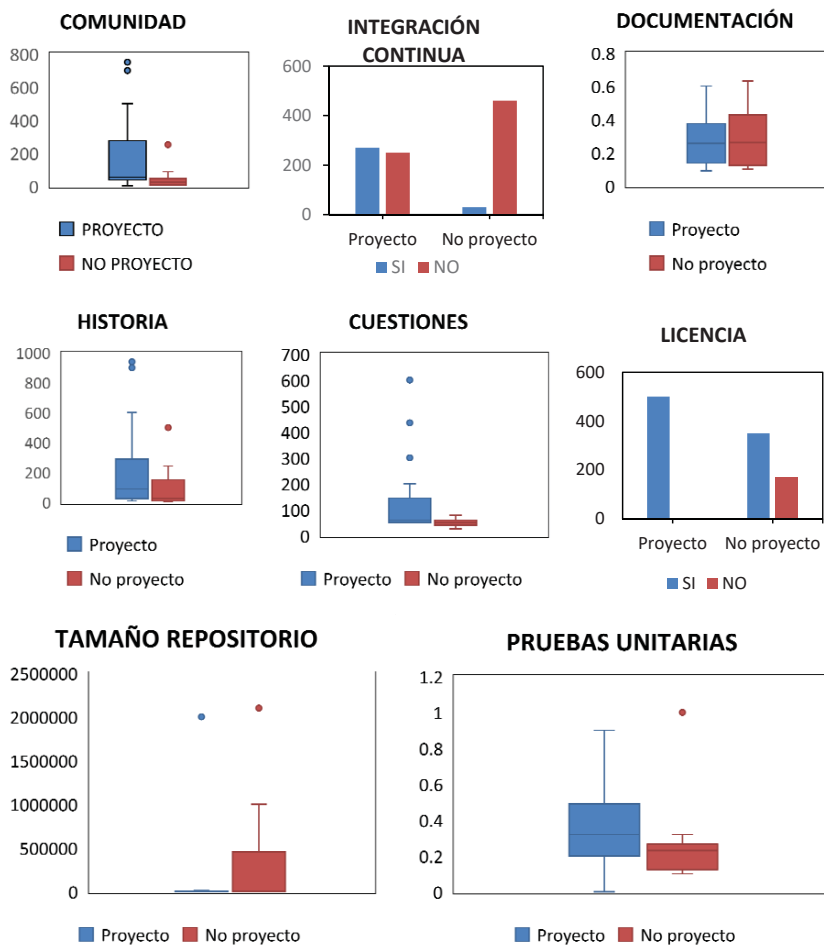 COMUNIDAD
800
600
400
200
0
PROYECTO
NO PROYECTO
INTEGRACIÓN
CONTINUA
600
400
200
0
Proyecto No proyecto
SI NO
DOCUMENTACIÓN
0.8
0.6
0.4
0.2
0
Proyecto
No proyecto
HISTORIA
1000
800
600
400
200
0
Proyecto
No proyecto
CUESTIONES
700
600
500
400
300
200
100
0
Proyecto No proyecto
LICENCIA
600
400
200
0
Proyecto No proyecto
SI NO
TAMAÑO REPOSITORIO
2500000
2000000
1500000
1000000
500000
0
Proyecto No proyecto
PRUEBAS UNITARIAS
1.2
1
0.8
0.6
0.4
0.2
0
Proyecto No proyecto